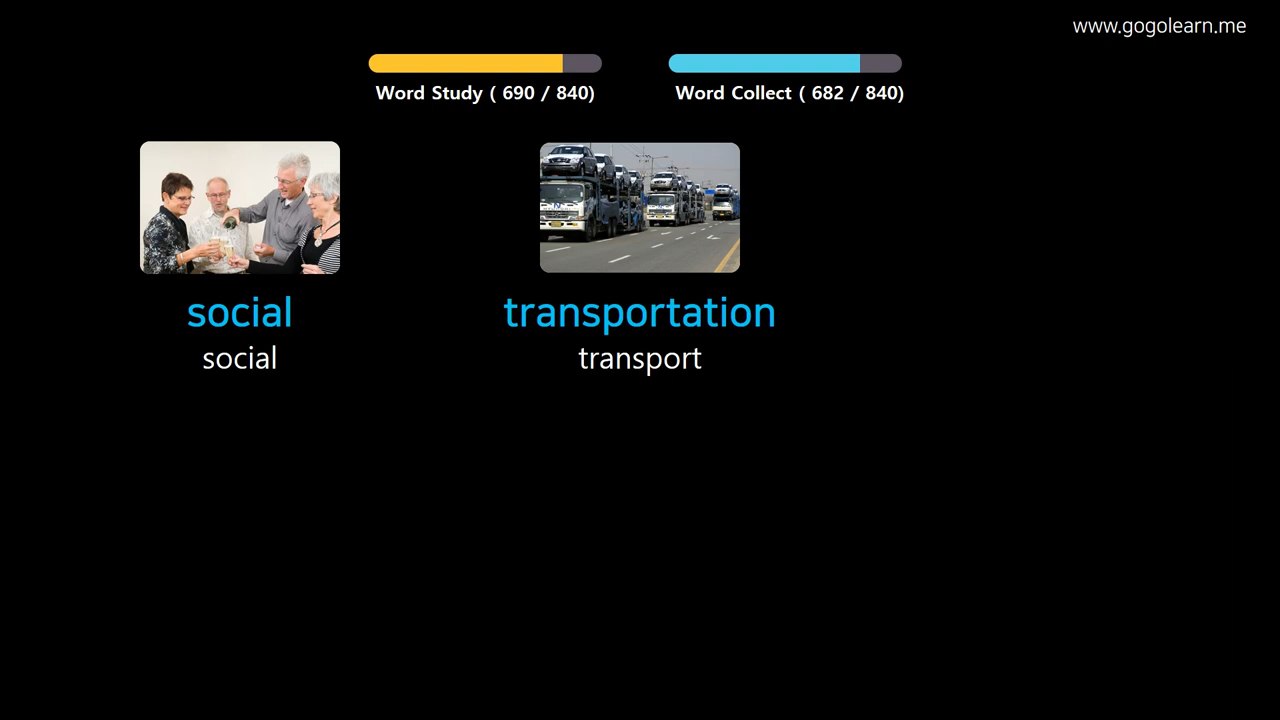 www.gogolearn.me
Word Study ( 690 / 840)
Word Collect ( 682 / 840)
social
transportation
social
transport